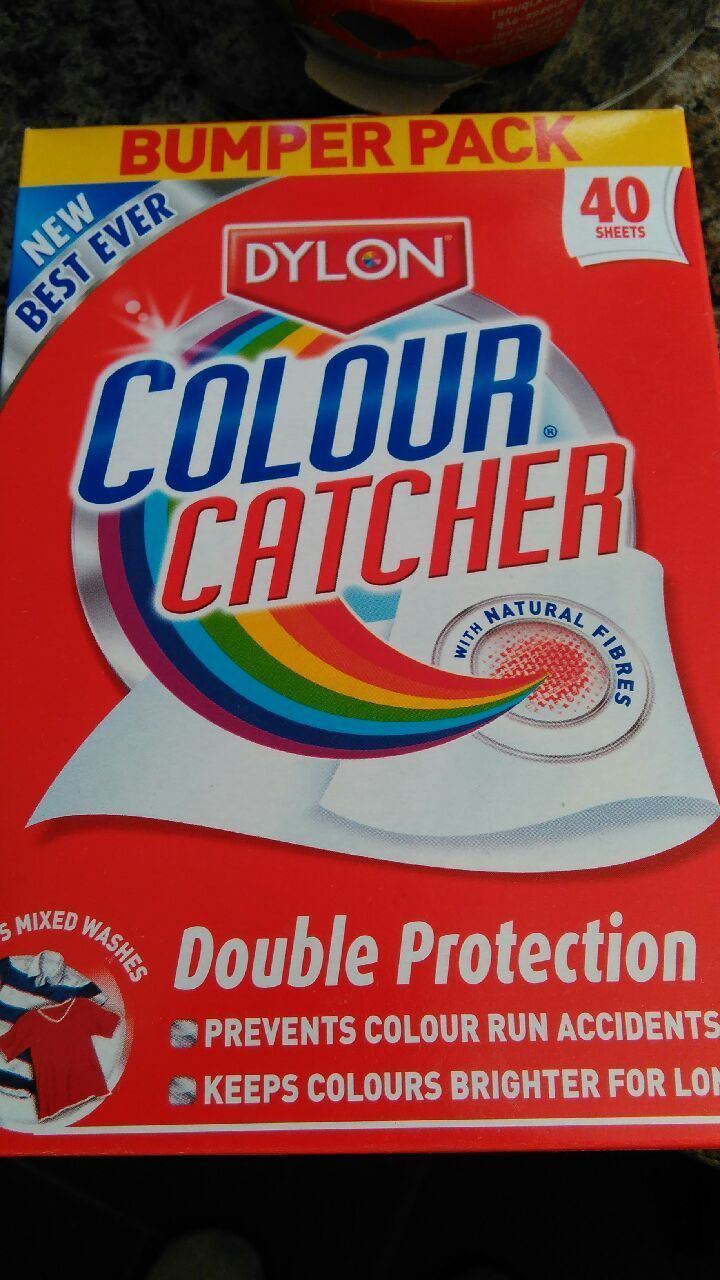 BUMPER PACK
NEW
BEST EVER
40
SHEETS
DYLON
COLOUR
CATCHER®
WITH NATURAL FIBRES
MIXED WASHES
Double Protection
PREVENTS COLOUR RUN ACCIDENTS
KEEPS COLOURS BRIGHTER FOR